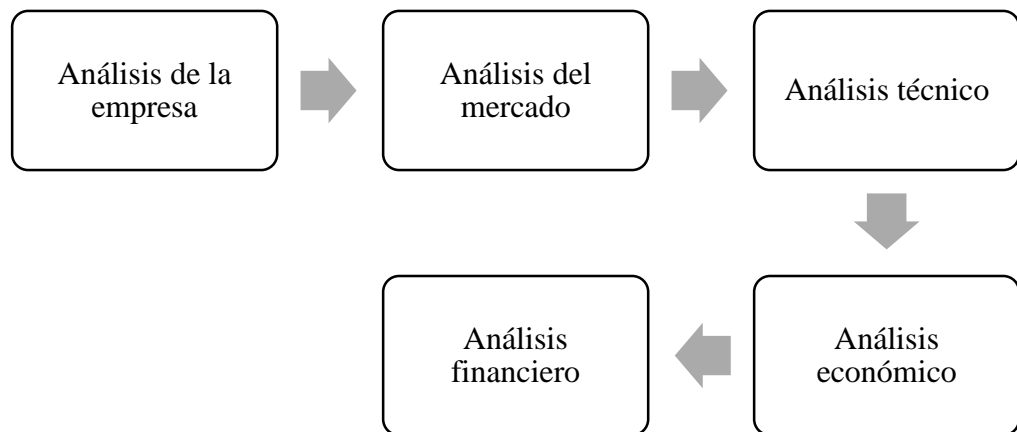 Análisis de la
empresa
Análisis del
mercado
Análisis técnico
Análisis
económico
Análisis
financiero